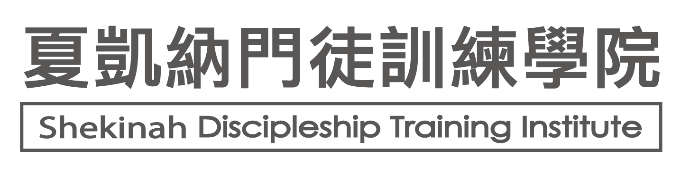 夏凱納門徒訓練學院
Shekinah Discipleship Training Institute